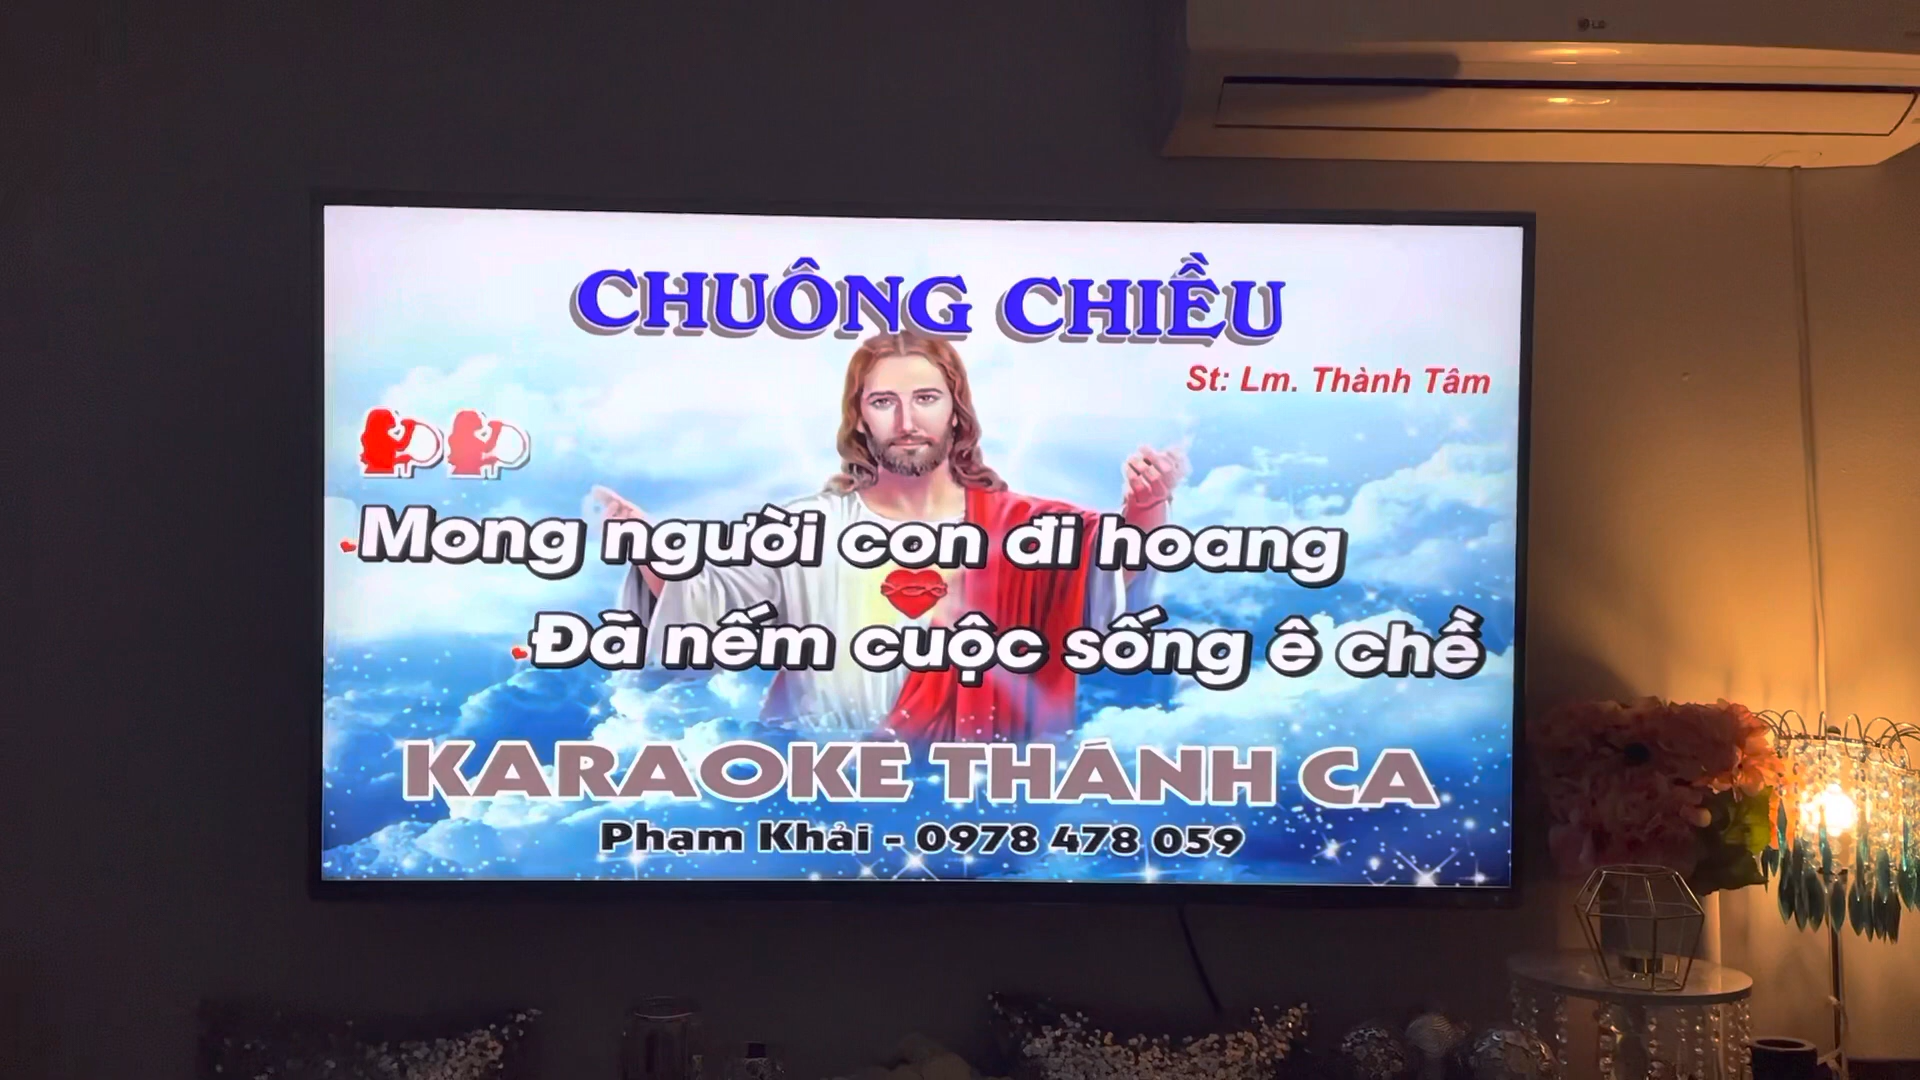 LG
CHUÔNG CHIỀU
St: Lm. Thành Tâm
Mong người con đi hoang
Đã nếm cuộc sống ê chề
KARAOKE THÁNH CA
Phạm Khải - 0978 478 059